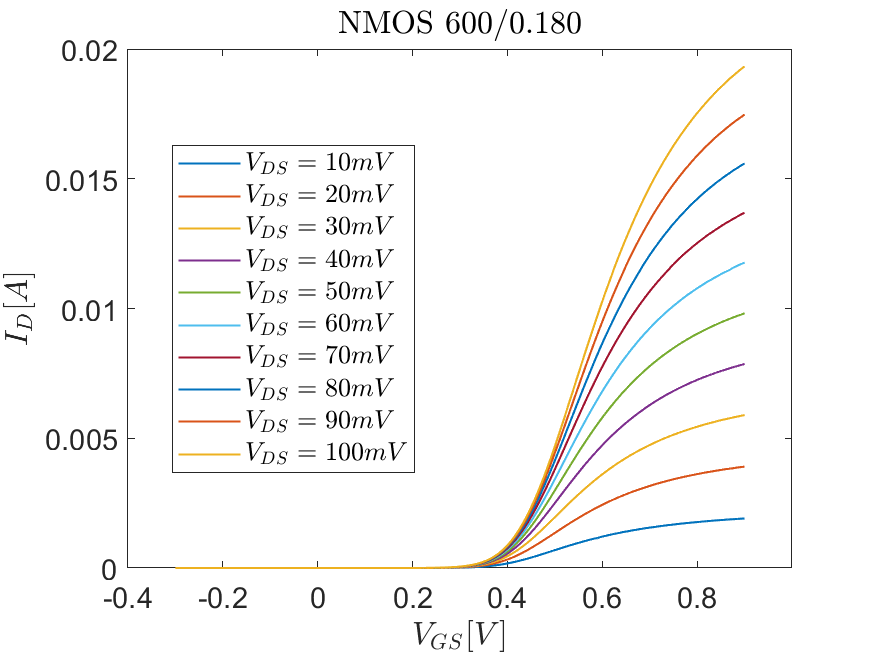 NMOS 600/0.180
0.02
0.015
0.01
0.005
0
I_D[A]
V_DS = 10mV
V_DS = 20mV
V_DS = 30mV
V_DS = 40mV
V_DS = 50mV
V_DS = 60mV
V_DS = 70mV
V_DS = 80mV
V_DS = 90mV
V_DS = 100mV
-0.4 -0.2 0 0.2 0.4 0.6 0.8
V_GS[V]